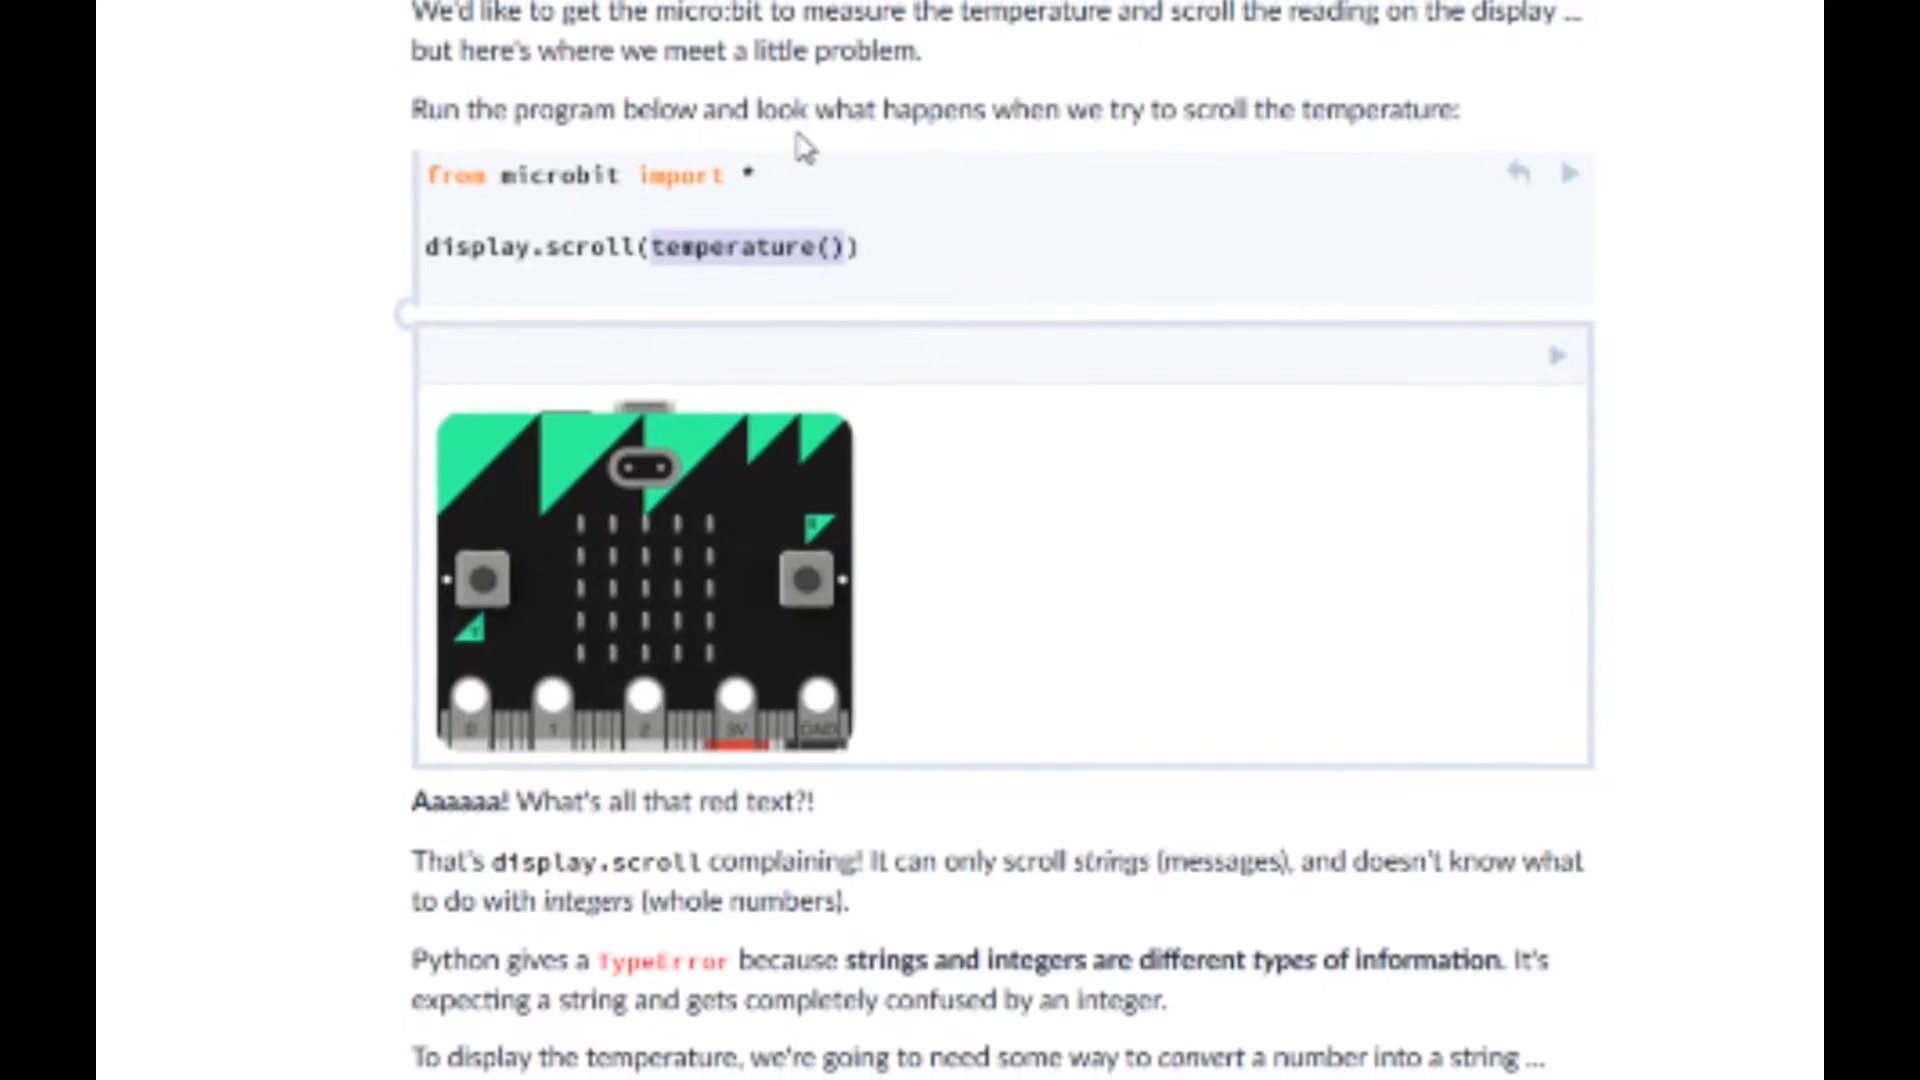 We'd like to get the micro:bit to measure the temperature and scroll the reading on the display ...
but here's where we meet a little problem.
Run the program below and look what happens when we try to scroll the temperature:
from microbit import *
display.scroll(temperature())
0 1 2 3V GND
Aaaaaa! What's all that red text?!
That's display.scroll complaining! It can only scroll strings (messages), and doesn't know what
to do with integers (whole numbers).
Python gives a TypeError because strings and integers are different types of information. It's
expecting a string and gets completely confused by an integer.
To display the temperature, we're going to need some way to convert a number into a string ...